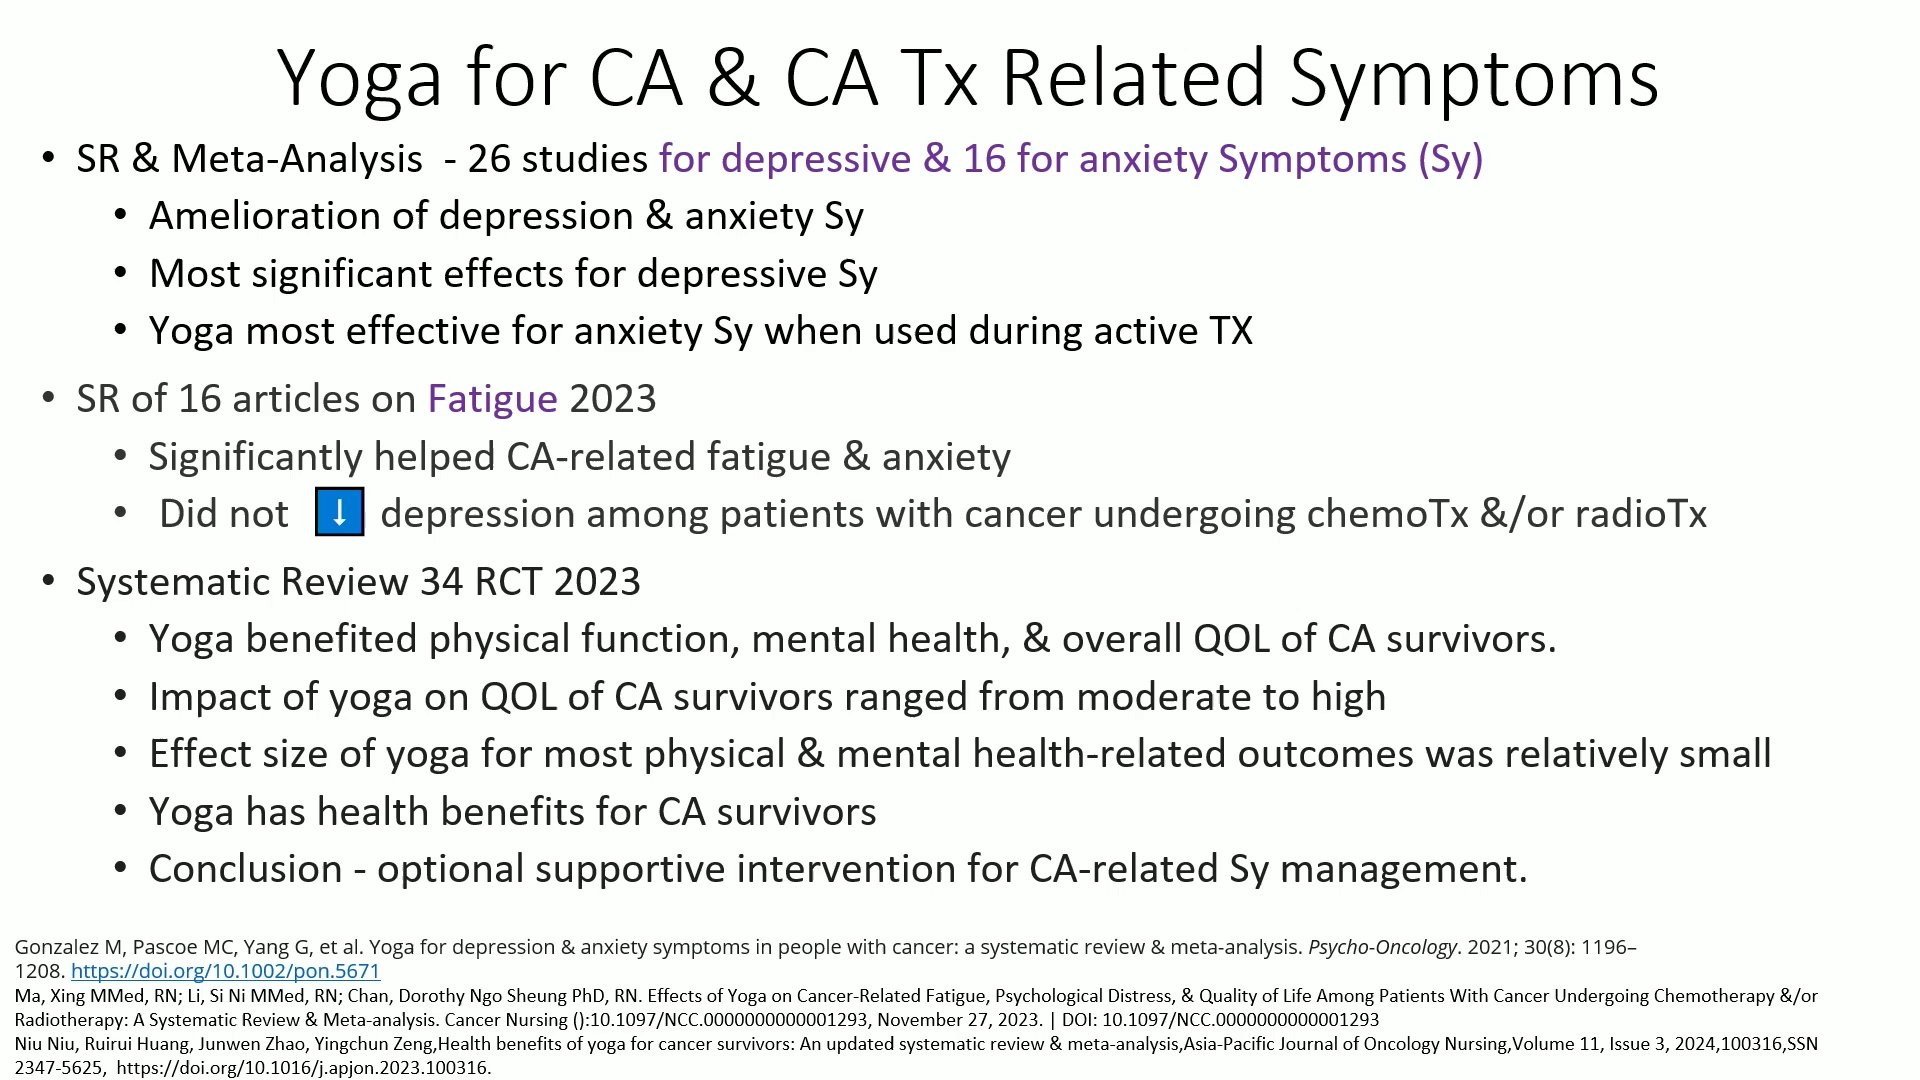 Yoga for CA & CA Tx Related Symptoms
• SR & Meta-Analysis - 26 studies for depressive & 16 for anxiety Symptoms (Sy)
• Amelioration of depression & anxiety Sy
• Most significant effects for depressive Sy
• Yoga most effective for anxiety Sy when used during active TX
• SR of 16 articles on Fatigue 2023
• Significantly helped CA-related fatigue & anxiety
• Did not ↓ depression among patients with cancer undergoing chemoTx &/or radioTx
• Systematic Review 34 RCT 2023
• Yoga benefited physical function, mental health, & overall QOL of CA survivors.
• Impact of yoga on QOL of CA survivors ranged from moderate to high
• Effect size of yoga for most physical & mental health-related outcomes was relatively small
• Yoga has health benefits for CA survivors
• Conclusion - optional supportive intervention for CA-related Sy management.
Gonzalez M, Pascoe MC, Yang G, et al. Yoga for depression & anxiety symptoms in people with cancer: a systematic review & meta-analysis. Psycho-Oncology. 2021; 30(8): 1196–
1208. https://doi.org/10.1002/pon.5671
Ma, Xing MMed, RN; Li, Si Ni MMed, RN; Chan, Dorothy Ngo Sheung PhD, RN. Effects of Yoga on Cancer-Related Fatigue, Psychological Distress, & Quality of Life Among Patients With Cancer Undergoing Chemotherapy &/or
Radiotherapy: A Systematic Review & Meta-analysis. Cancer Nursing ():10.1097/NCC.0000000000001293, November 27, 2023. | DOI: 10.1097/NCC.0000000000001293
Niu Niu, Ruirui Huang, Junwen Zhao, Yingchun Zeng,Health benefits of yoga for cancer survivors: An updated systematic review & meta-analysis,Asia-Pacific Journal of Oncology Nursing,Volume 11, Issue 3, 2024,100316,SSN
2347-5625, https://doi.org/10.1016/j.apjon.2023.100316.